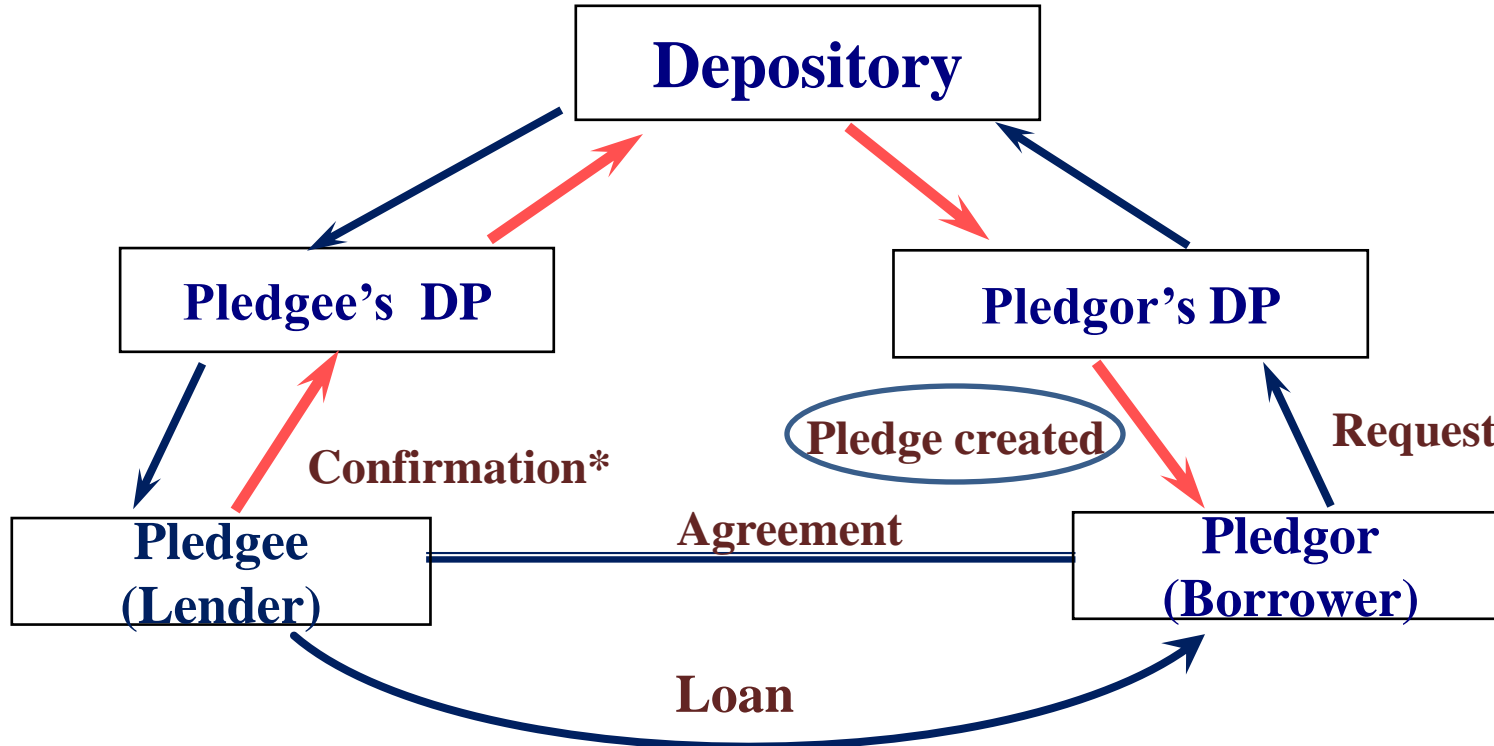 Depository
Pledgee’s DP
Pledgor’s DP
Pledge created
Request
Confirmation*
Agreement
Pledgee
(Lender)
Pledgor
(Borrower)
Loan